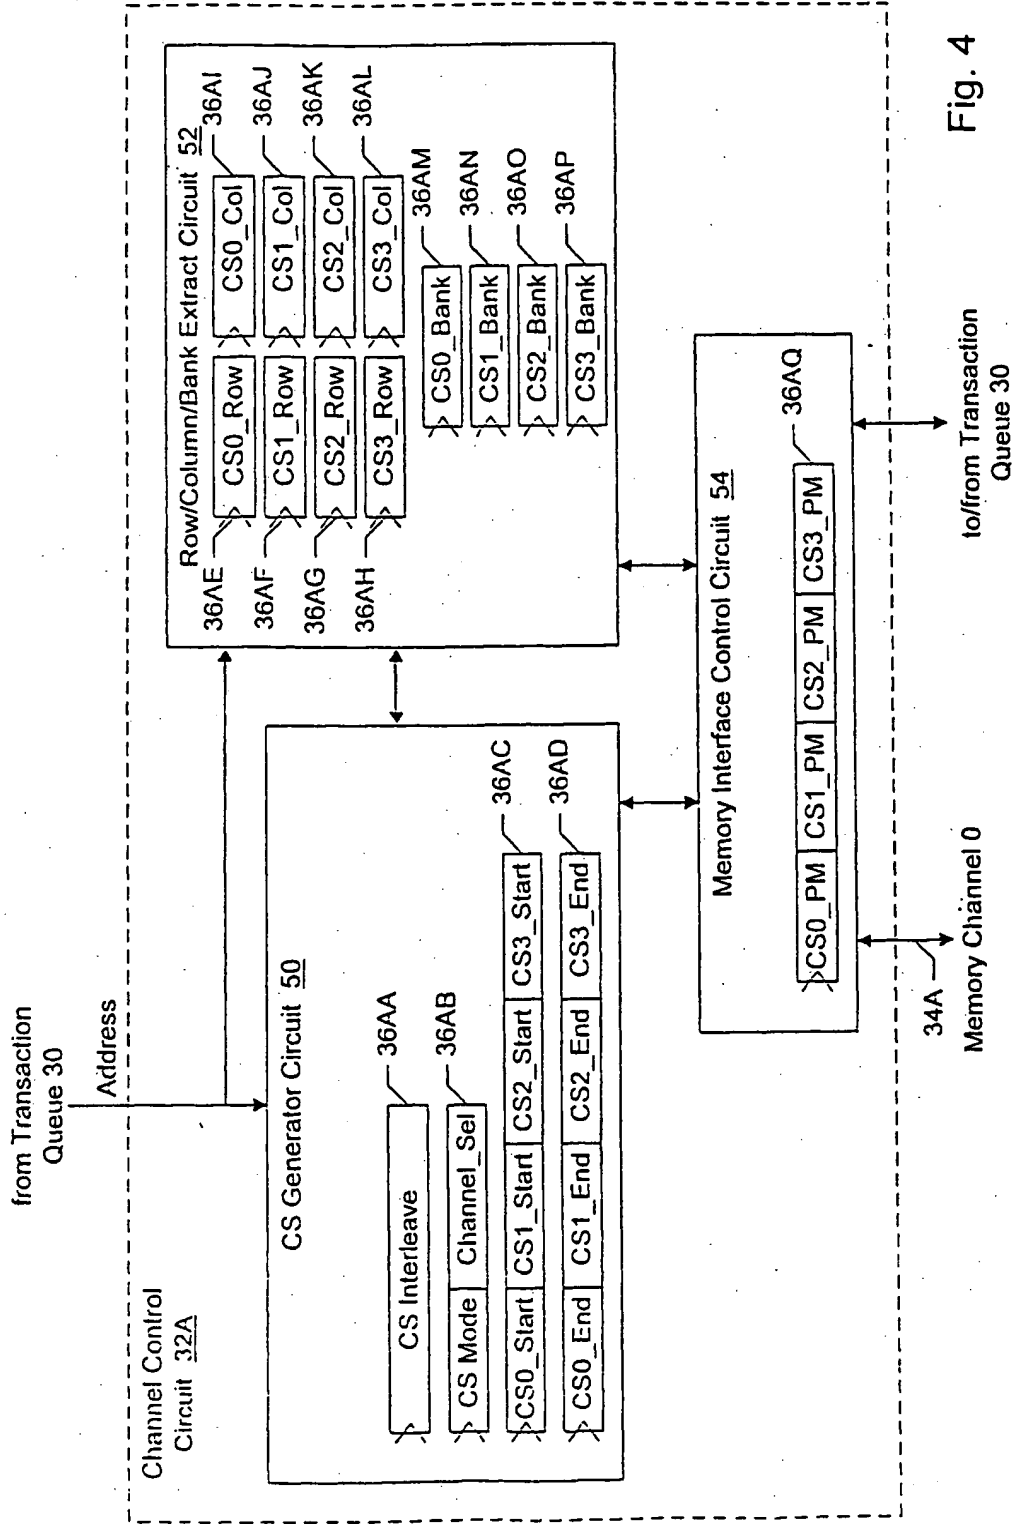 from Transaction
Queue 30
Address
Channel Control
Circuit 32A
CS Generator Circuit 50
CS Interleave
36AA
CS Mode Channel_Sel
36AB
CS0_Start CS1_Start CS2_Start CS3_Start
36AC
CS0_End CS1_End CS2_End CS3_End
36AD
Row/Column/Bank Extract Circuit 52
36AE
CS0_Row
CS0_Col
36AI
36AF
CS1_Row
CS1_Col
36AJ
36AG
CS2_Row
CS2_Col
36AK
36AH
CS3_Row
CS3_Col
36AL
CS0_Bank
36AM
CS1_Bank
36AN
CS2_Bank
36AO
CS3_Bank
36AP
Memory Interface Control Circuit 54
CS0_PM CS1_PM CS2_PM CS3_PM
36AQ
34A
Memory Channel 0
to/from Transaction
Queue 30
Fig. 4